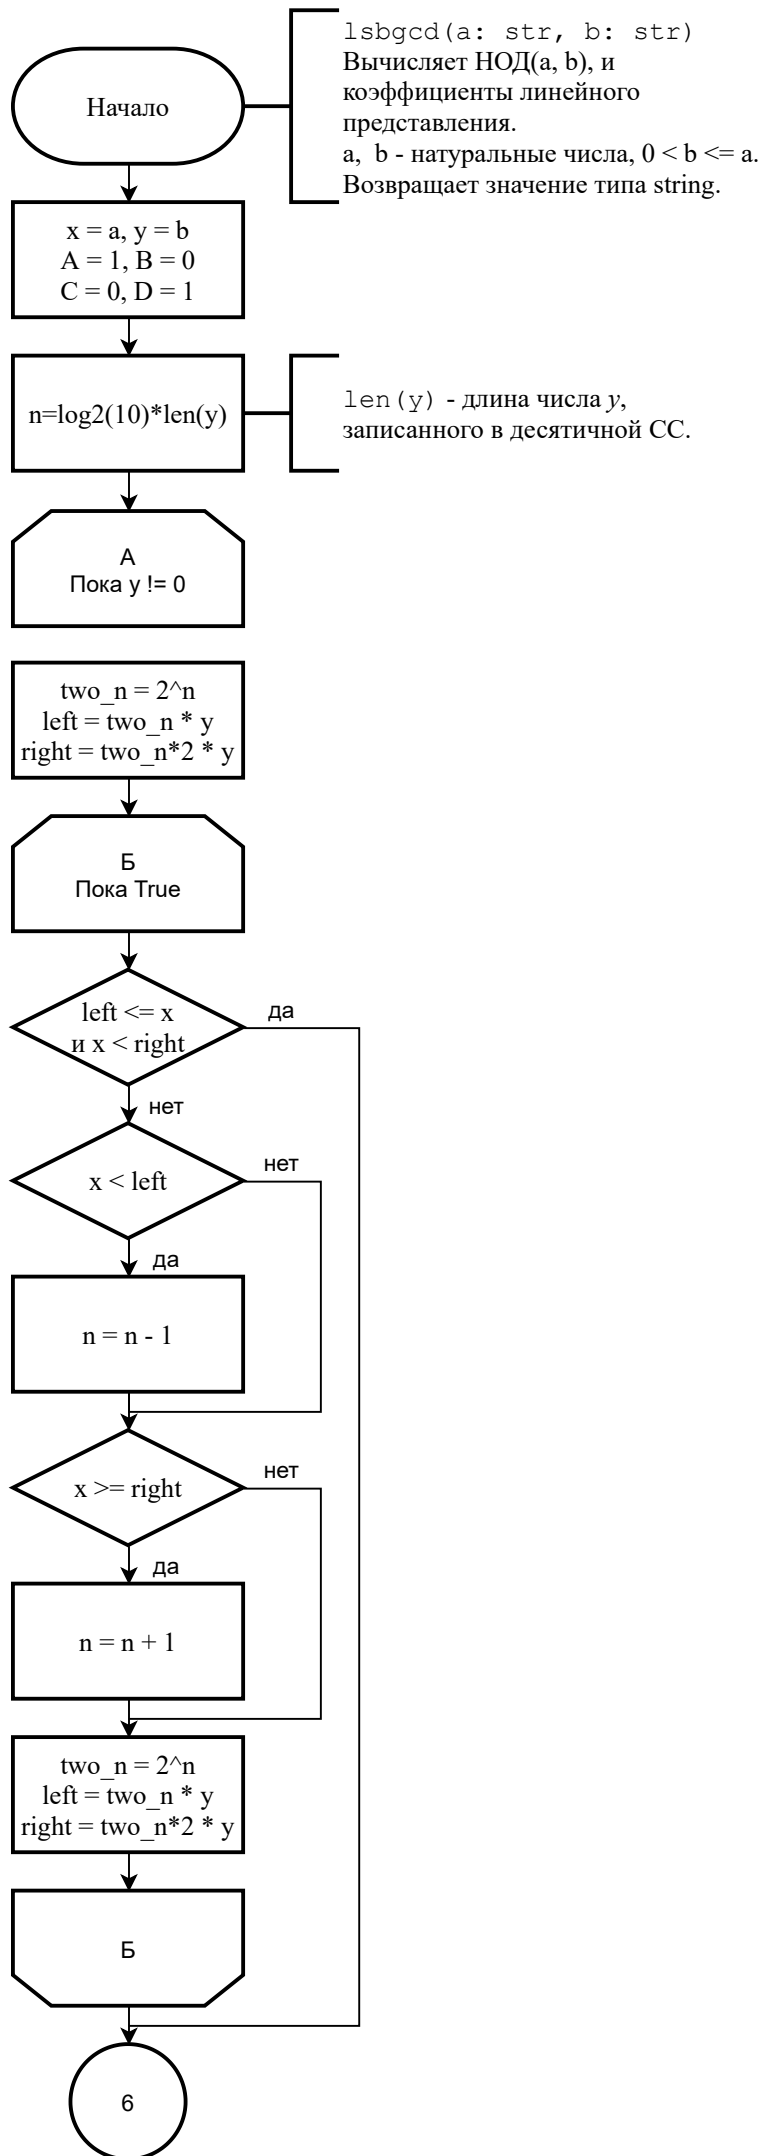 lsbgcd(a: str, b: str)
Вычисляет НОД(a, b), и
коэффициенты линейного
представления.
a, b - натуральные числа, 0 < b <= a.
Возвращает значение типа string.
Начало
x = a, y = b
A = 1, B = 0
C = 0, D = 1
n=log2(10)*len(y)
len(y) - длина числа y,
записанного в десятичной СС.
А
Пока y != 0
two_n = 2^n
left = two_n * y
right = two_n*2 * y
Б
Пока True
left <= x
и x < right
да
нет
x < left
нет
да
n = n - 1
x >= right
нет
да
n = n + 1
two_n = 2^n
left = two_n * y
right = two_n*2 * y
Б
6